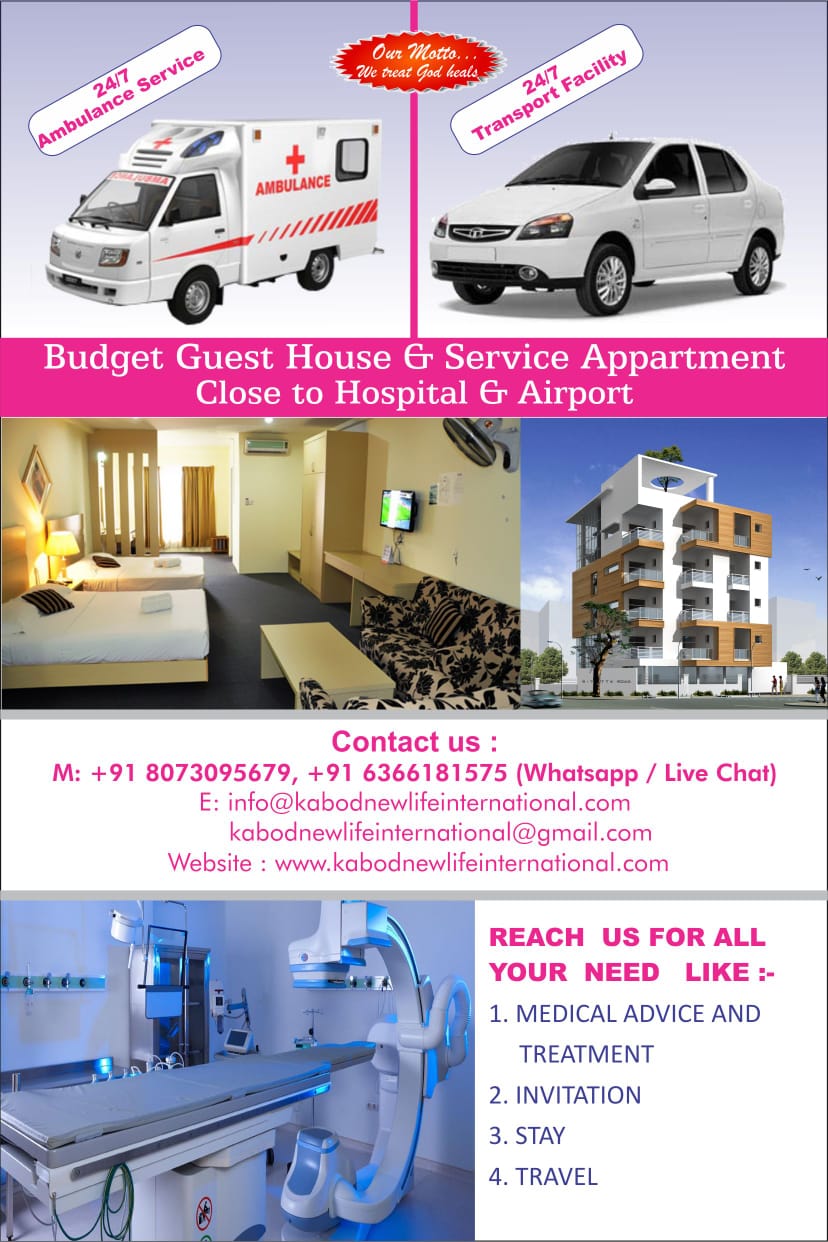 24/7
Ambulance Service
Our Motto...
We treat God heals
24/7
Transport Facility
AMBULANCE
AMBULANCE
Budget Guest House & Service Appartment
Close to Hospital & Airport
Contact us :
M: +91 8073095679, +91 6366181575 (Whatsapp / Live Chat)
E: info@kabodnewlifeinternational.com
kabodnewlifeinternational@gmail.com
Website : www.kabodnewlifeinternational.com
REACH US FOR ALL
YOUR NEED LIKE :-
1. MEDICAL ADVICE AND
TREATMENT
2. INVITATION
3. STAY
4. TRAVEL